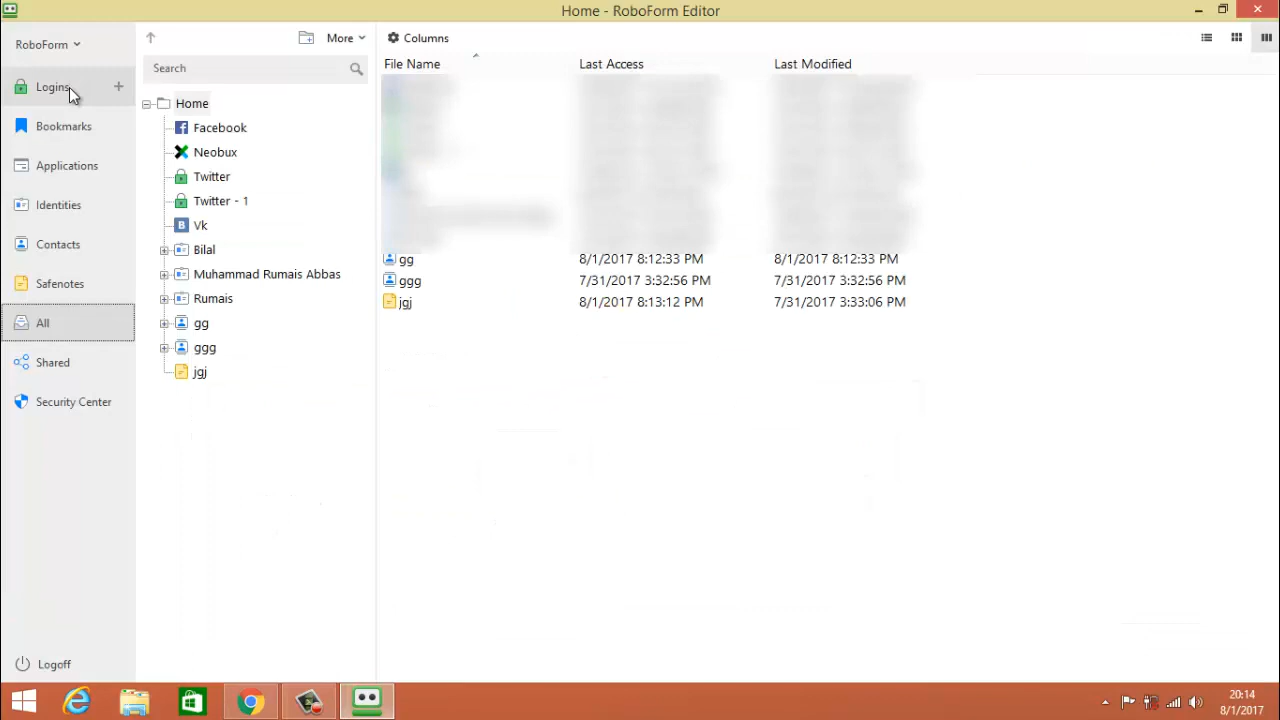 Home - RoboForm Editor
RoboForm
More
Columns
Logins
Search
File Name
Last Access
Last Modified
Home
Bookmarks
Facebook
Neobux
Applications
Twitter
Identities
Twitter - 1
Vk
Contacts
Bilal
gg
8/1/2017 8:12:33 PM
8/1/2017 8:12:33 PM
Safenotes
Muhammad Rumais Abbas
ggg
7/31/2017 3:32:56 PM
7/31/2017 3:32:56 PM
Rumais
jgj
8/1/2017 8:13:12 PM
7/31/2017 3:33:06 PM
All
gg
Shared
ggg
jgj
Security Center
Logoff
20:14
8/1/2017